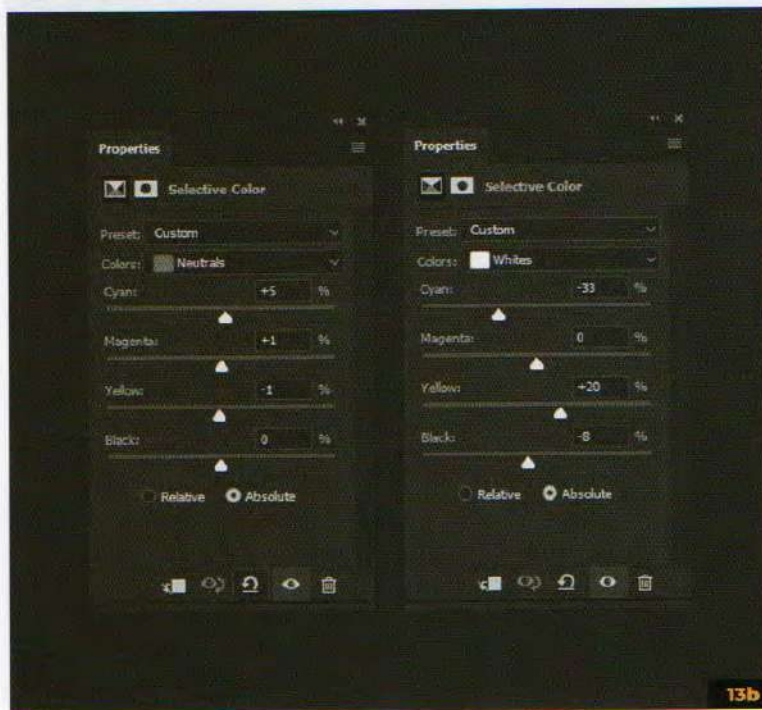 Properties
Selective Color
Preset: Custom
Colors: Neutrals
Cyan: +5 %
Magenta: +1 %
Yellow: -1 %
Black: 0 %
Relative Absolute
Properties
Selective Color
Preset: Custom
Colors: Whites
Cyan: -33 %
Magenta: 0 %
Yellow: +20 %
Black: -8 %
Relative Absolute
13b